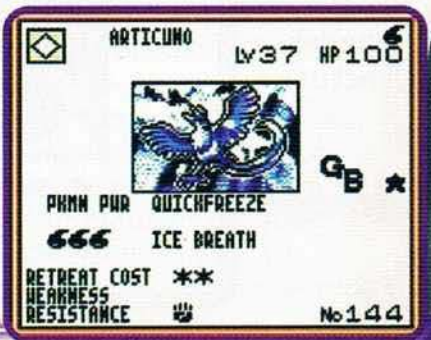 ARTICUNO
Lv37 HP100
GB
PKMN PWR QUICKFREEZE
ICE BREATH
RETREAT COST
WEAKNESS
RESISTANCE
No144